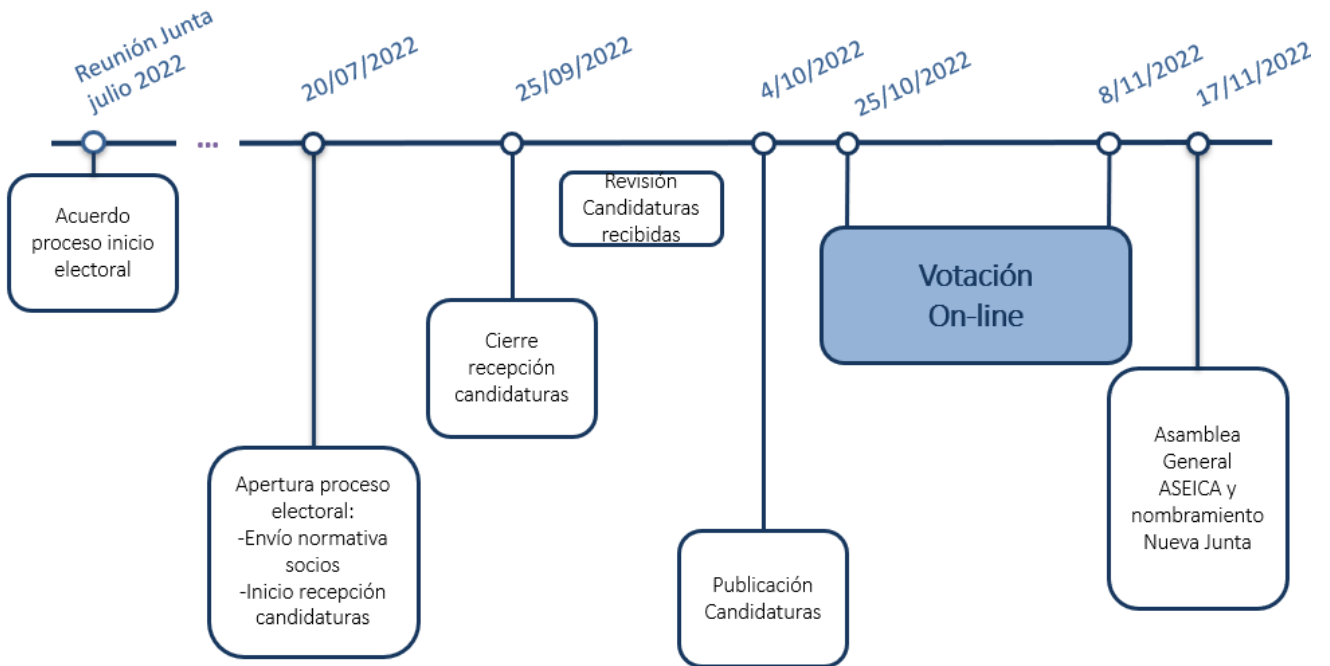 Reunión Junta
julio 2022
20/07/2022
25/09/2022
4/10/2022
25/10/2022
8/11/2022
17/11/2022
...
Acuerdo
proceso inicio
electoral
Apertura proceso
electoral:
-Envío normativa
socios
-Inicio recepción
candidaturas
Cierre
recepción
candidaturas
Revisión
Candidaturas
recibidas
Publicación
Candidaturas
Votación
On-line
Asamblea
General
ASEICA y
nombramiento
Nueva Junta